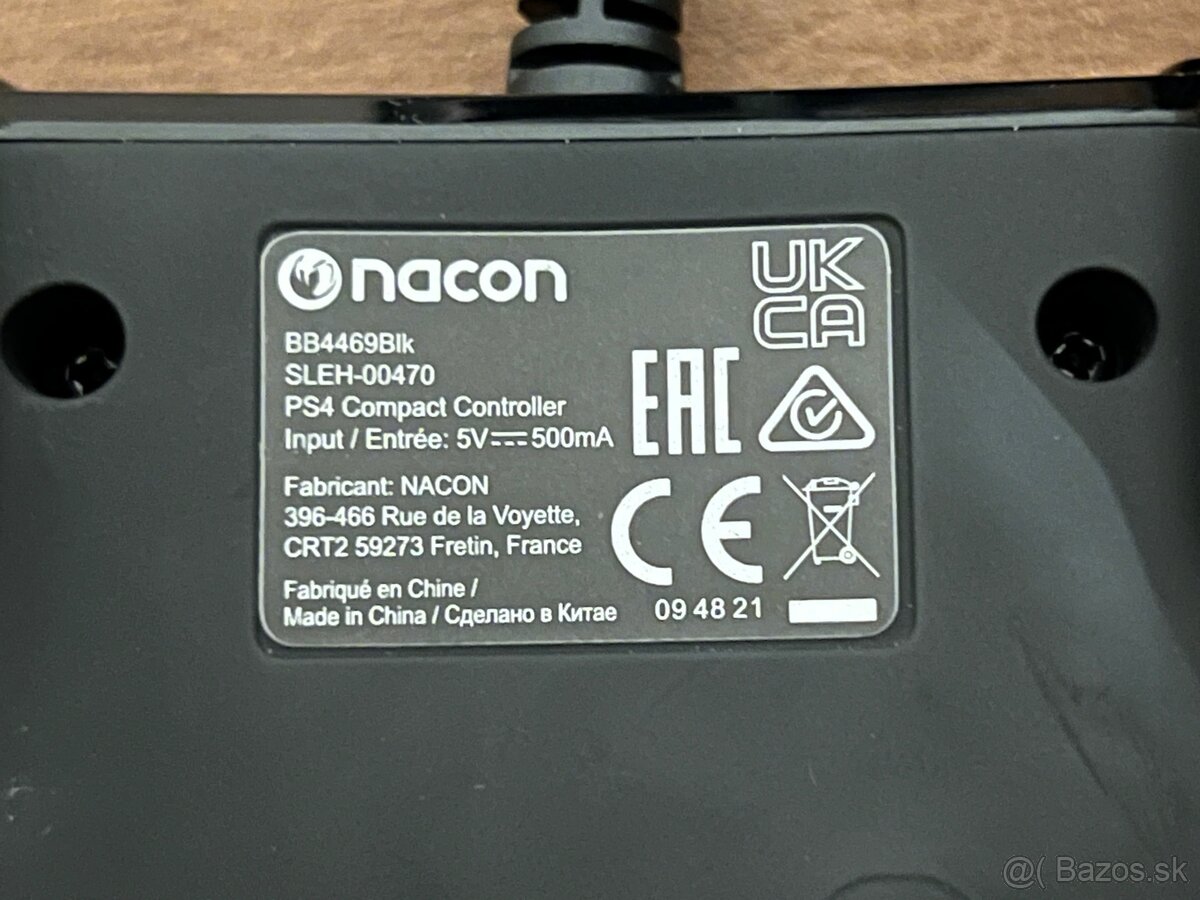 nacon
BB4469Blk
SLEH-00470
PS4 Compact Controller
Input / Entrée: 5V⎓500mA
Fabricant: NACON
396-466 Rue de la Voyette,
CRT2 59273 Fretin, France
Fabriqué en Chine /
Made in China / Сделано в Китае
UK
CA
EAC
CE
09 48 21
@( Bazos.sk